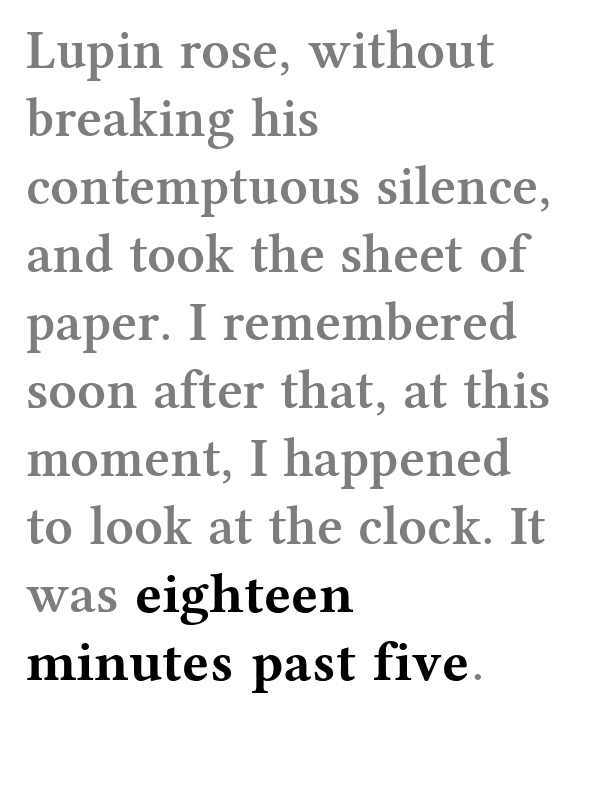 Lupin rose, without
breaking his
contemptuous silence,
and took the sheet of
paper. I remembered
soon after that, at this
moment, I happened
to look at the clock. It
was eighteen
minutes past five.